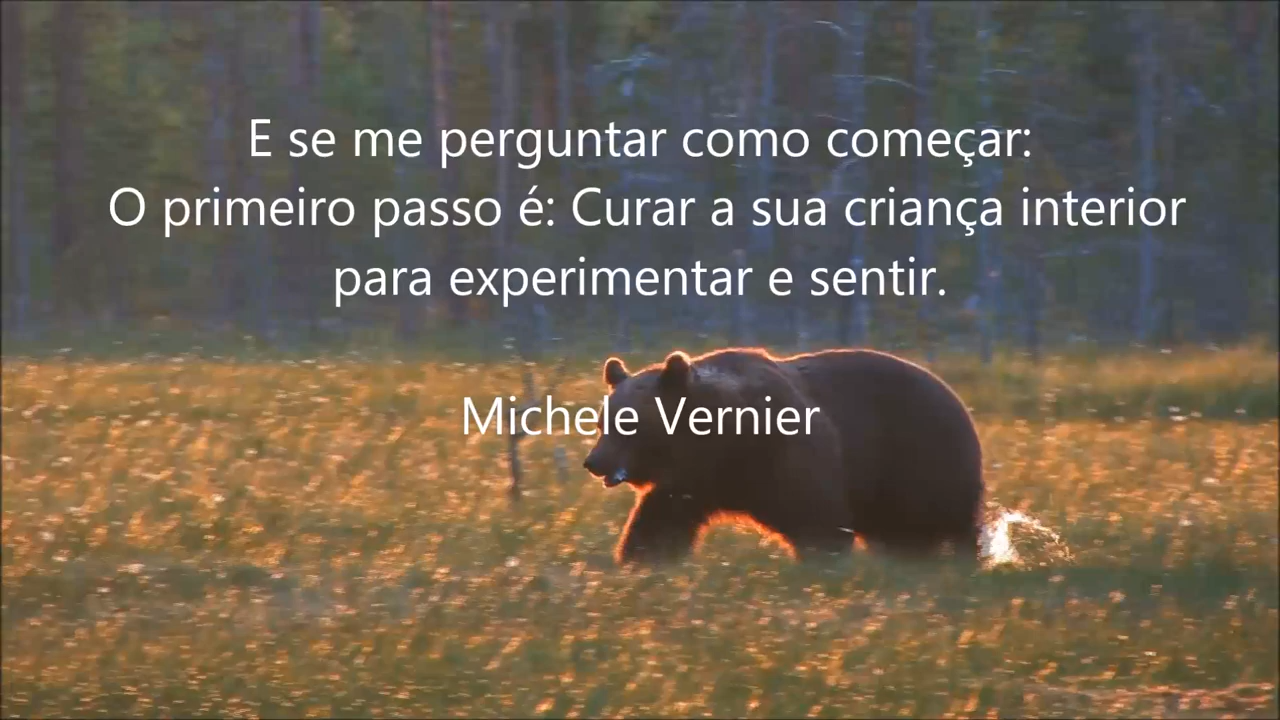 E se me perguntar como começar:
O primeiro passo é: Curar a sua criança interior
para experimentar e sentir.
Michele Vernier